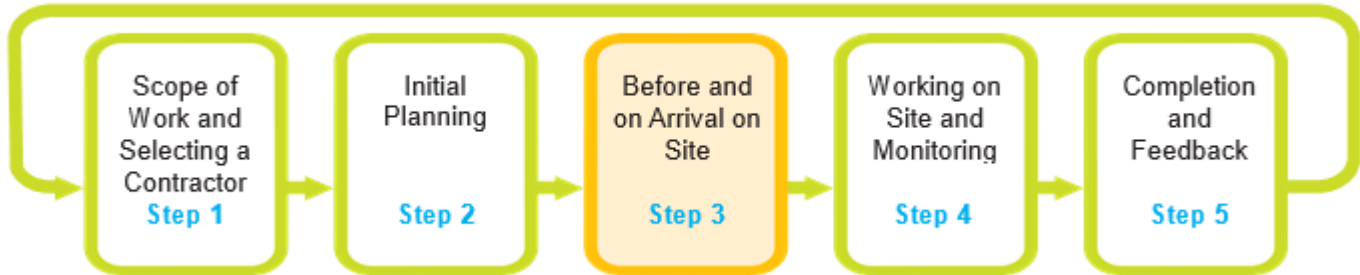 Scope of
Work and
Selecting a
Contractor
Step 1
Initial
Planning
Step 2
Before and
on Arrival on
Site
Step 3
Working on
Site and
Monitoring
Step 4
Completion
and
Feedback
Step 5